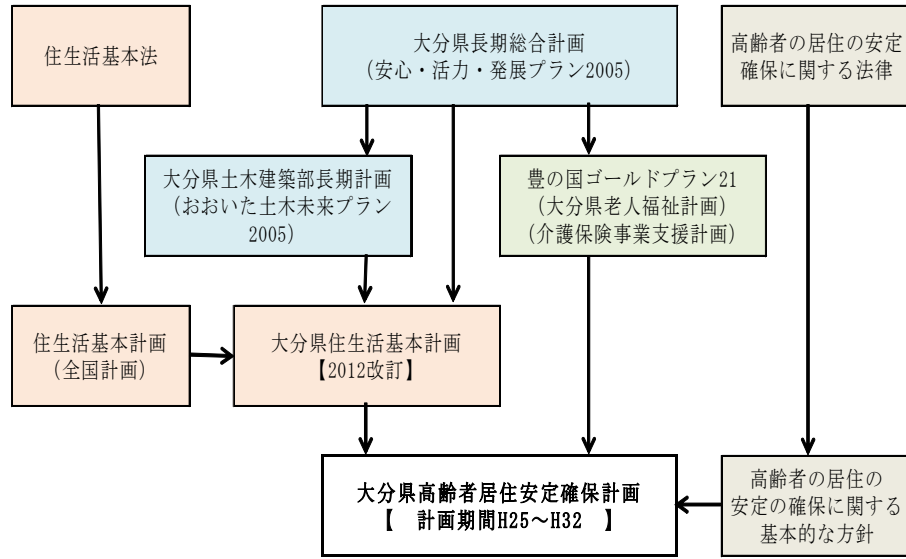 住生活基本法
大分県長期総合計画
（安心・活力・発展プラン2005）
高齢者の居住の安定
確保に関する法律
大分県土木建築部長期計画
（おおいた土木未来プラン
2005）
豊の国ゴールドプラン21
（大分県老人福祉計画）
（介護保険事業支援計画）
住生活基本計画
（全国計画）
大分県住生活基本計画
【2012改訂】
大分県高齢者居住安定確保計画
【　計画期間H25～H32　】
高齢者の居住の
安定の確保に関する
基本的な方針